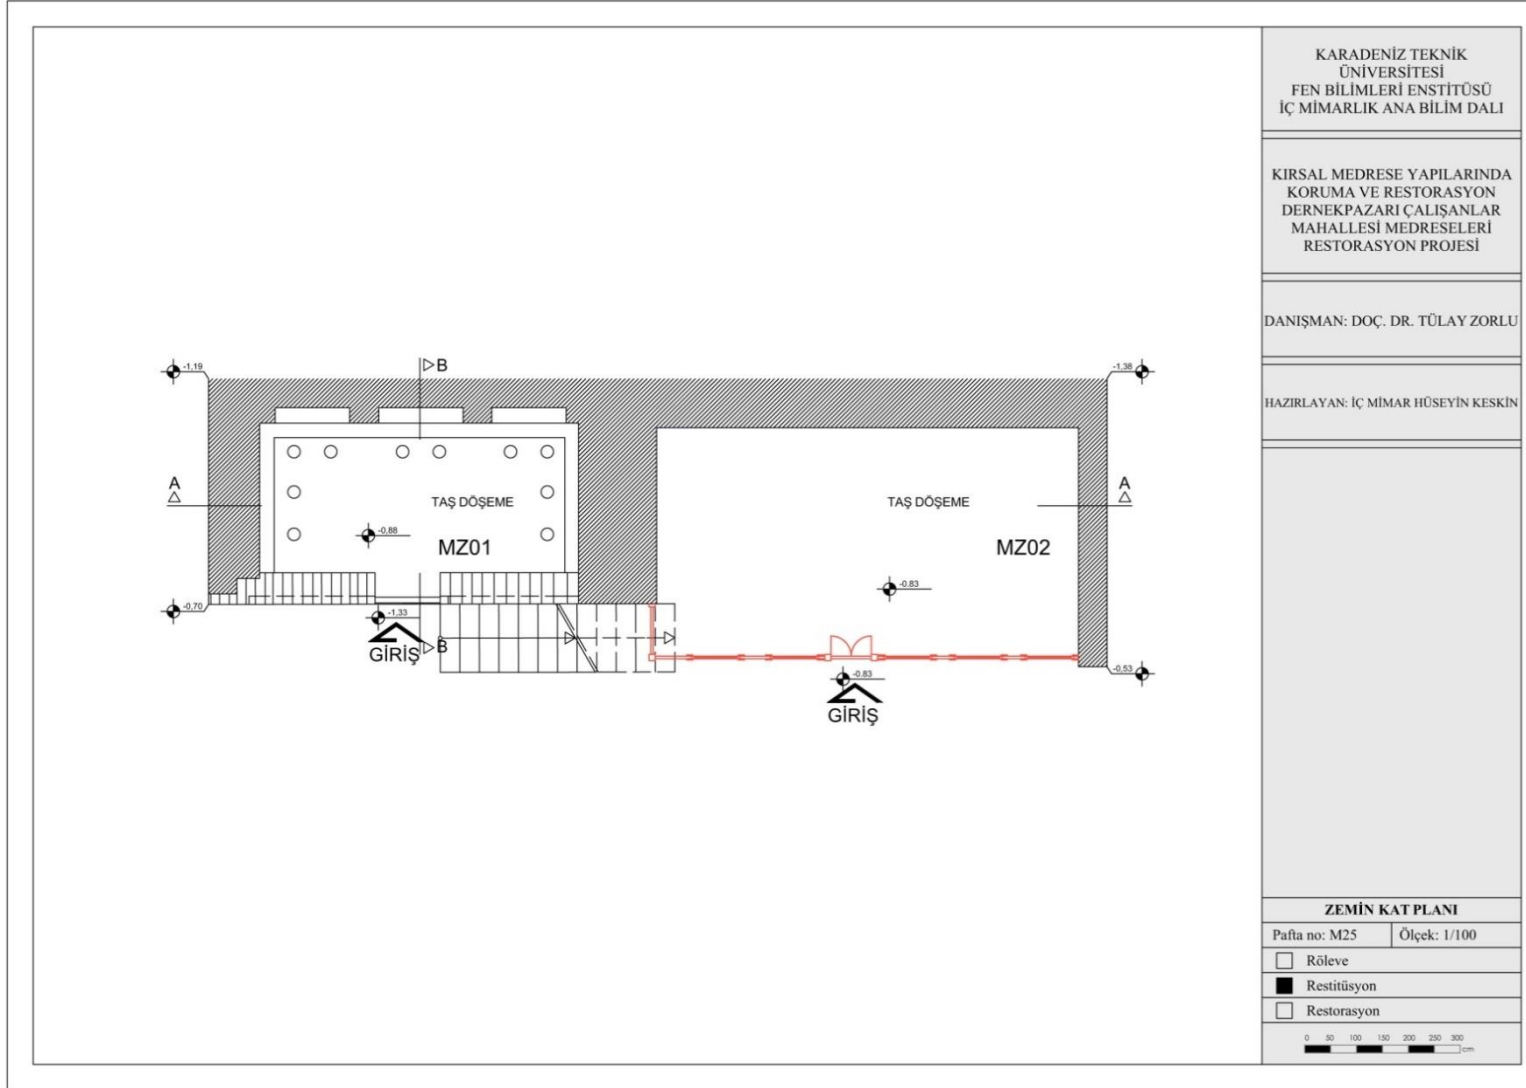 KARADENİZ TEKNİK
ÜNİVERSİTESİ
FEN BİLİMLERİ ENSTİTÜSÜ
İÇ MİMARLIK ANA BİLİM DALI
KIRSAL MEDRESE YAPILARINDA
KORUMA VE RESTORASYON
DERNEKPAZARI ÇALIŞANLAR
MAHALLESİ MEDRESELERİ
RESTORASYON PROJESİ
DANIŞMAN: DOÇ. DR. TÜLAY ZORLU
HAZIRLAYAN: İÇ MİMAR HÜSEYİN KESKİN
-1,19
B
-1,38
A
TAŞ DÖŞEME
TAŞ DÖŞEME
A
-0,88
MZ01
MZ02
-0,83
-0,70
-1,33
GİRİŞ
B
-0,53
-0,83
GİRİŞ
ZEMİN KAT PLANI
Pafta no: M25
Ölçek: 1/100
Röleve
Restitüsyon
Restorasyon
0 50 100 150 200 250 300
cm